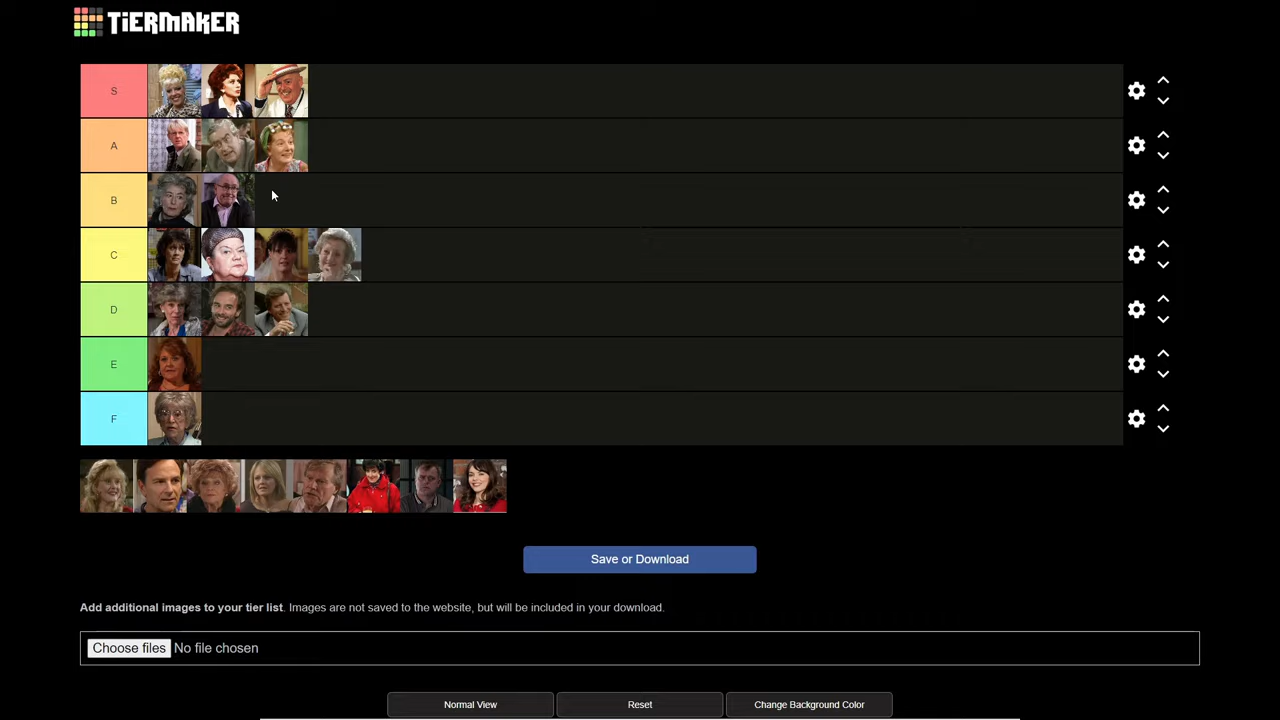 TiERMAKER
S
A
B
C
D
E
F
Save or Download
Add additional images to your tier list. Images are not saved to the website, but will be included in your download.
Choose files No file chosen
Normal View Reset Change Background Color